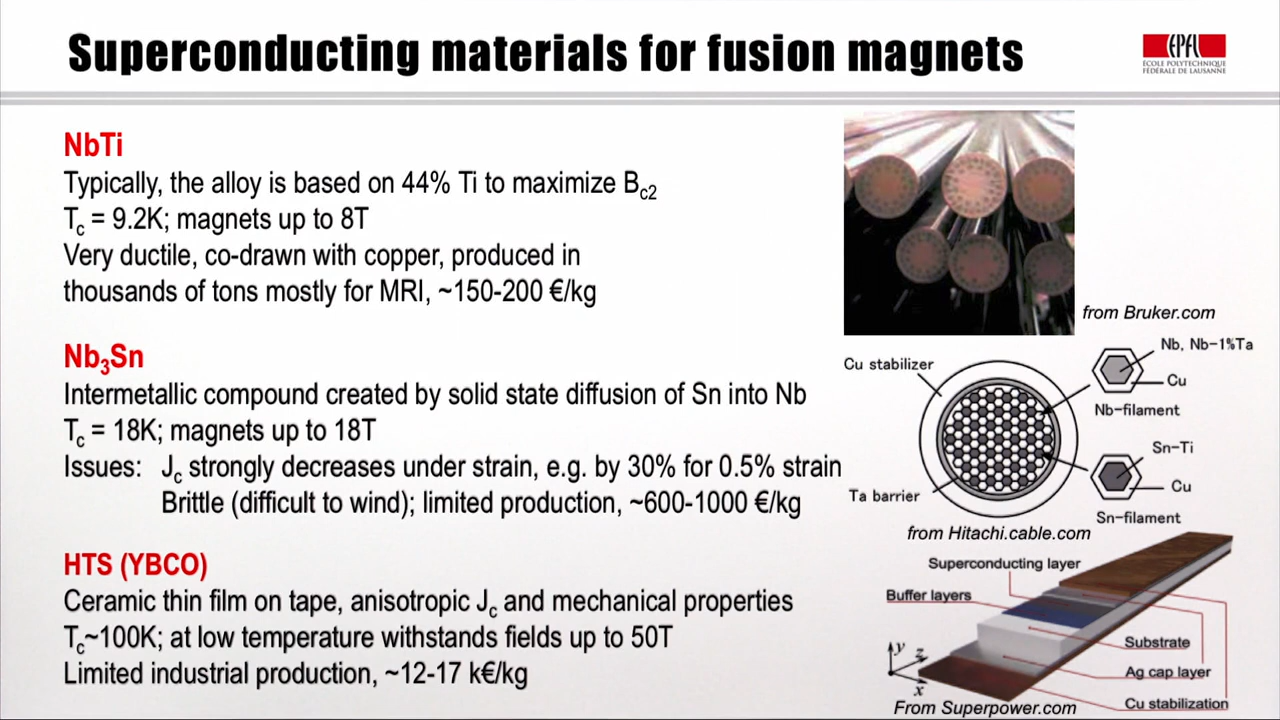 Superconducting materials for fusion magnets
EPFL
ÉCOLE POLYTECHNIQUE
FÉDÉRALE DE LAUSANNE
NbTi
Typically, the alloy is based on 44% Ti to maximize Bc2
Tc = 9.2K; magnets up to 8T
Very ductile, co-drawn with copper, produced in
thousands of tons mostly for MRI, ~150-200 €/kg
from Bruker.com
Nb3Sn
Intermetallic compound created by solid state diffusion of Sn into Nb
Tc = 18K; magnets up to 18T
Issues: Jc strongly decreases under strain, e.g. by 30% for 0.5% strain
Brittle (difficult to wind); limited production, ~600-1000 €/kg
Cu stabilizer
Nb, Nb-1%Ta
Cu
Nb-filament
Sn-Ti
Cu
Ta barrier
Sn-filament
from Hitachi.cable.com
HTS (YBCO)
Ceramic thin film on tape, anisotropic Jc and mechanical properties
Tc~100K; at low temperature withstands fields up to 50T
Limited industrial production, ~12-17 k€/kg
Superconducting layer
Buffer layers
Substrate
Ag cap layer
Cu stabilization
y
z
x
From Superpower.com